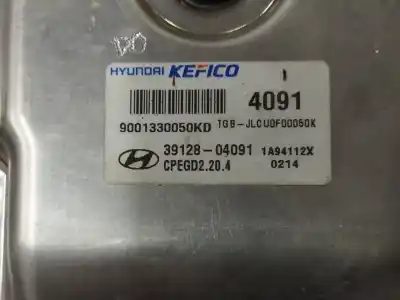 HYUNDAI KEFICO
4091
9001330050KD TGB-JLCU0F00050K
39128-04091 1A94112X
CPEGD2.20.4 0214